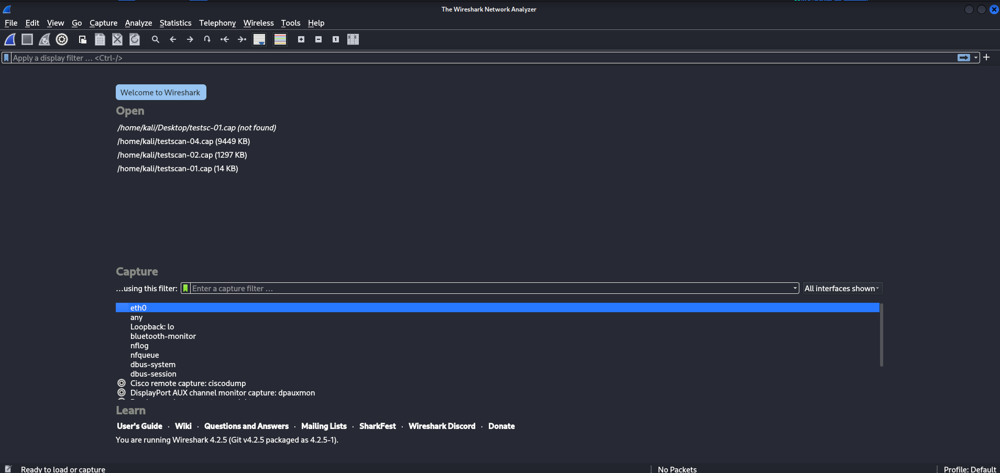 The Wireshark Network Analyzer
File Edit View Go Capture Analyze Statistics Telephony Wireless Tools Help
Apply a display filter … <Ctrl-/>
Welcome to Wireshark
Open
/home/kali/Desktop/testsc-01.cap (not found)
/home/kali/testscan-04.cap (9449 KB)
/home/kali/testscan-02.cap (1297 KB)
/home/kali/testscan-01.cap (14 KB)
Capture
…using this filter: Enter a capture filter … All interfaces shown
eth0
any
Loopback: lo
bluetooth-monitor
nflog
nfqueue
dbus-system
dbus-session
Cisco remote capture: ciscodump
DisplayPort AUX channel monitor capture: dpauxmon
Learn
User's Guide · Wiki · Questions and Answers · Mailing Lists · SharkFest · Wireshark Discord · Donate
You are running Wireshark 4.2.5 (Git v4.2.5 packaged as 4.2.5-1).
Ready to load or capture No Packets Profile: Default